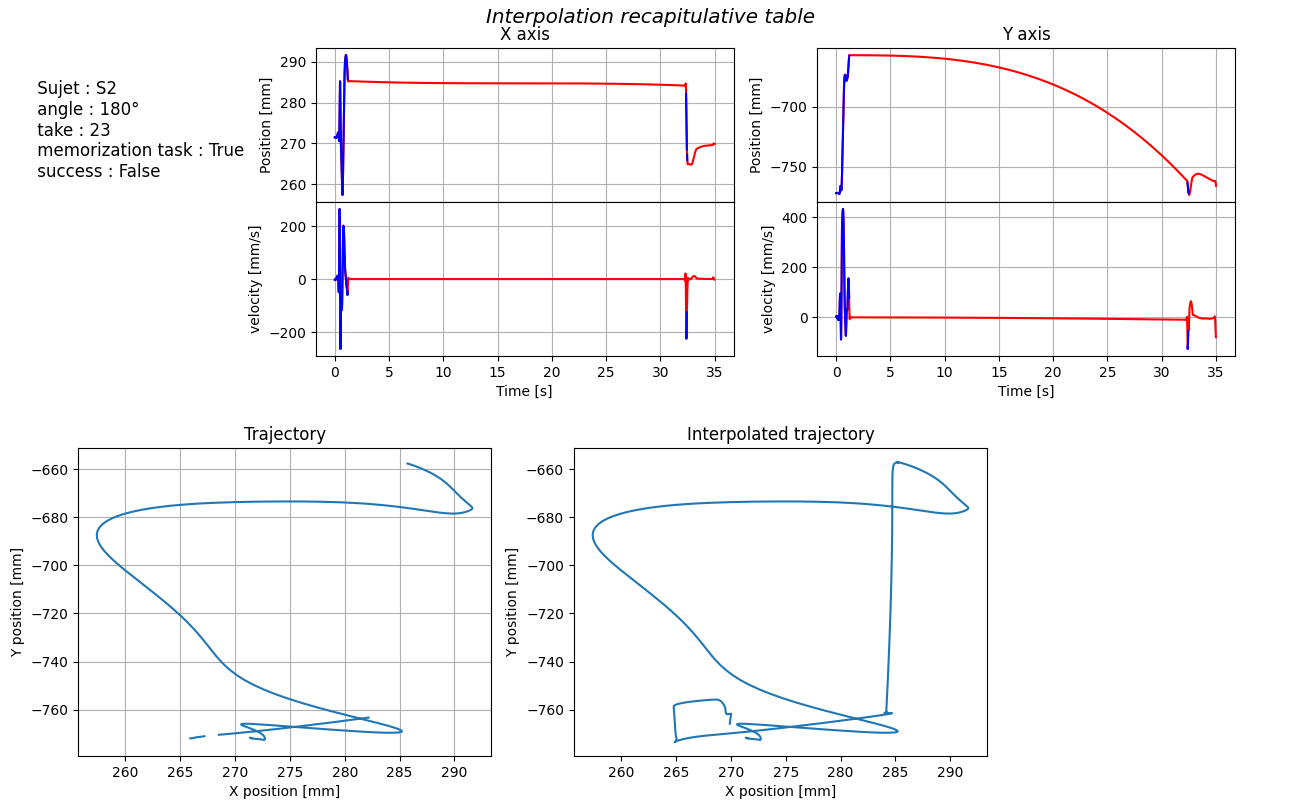 Interpolation recapitulative table
X axis
Y axis
Sujet : S2
angle : 180°
take : 23
memorization task : True
success : False
Position [mm]
290
280
270
260
velocity [mm/s]
200
0
−200
0 5 10 15 20 25 30 35
Time [s]
Position [mm]
−700
−750
velocity [mm/s]
400
200
0
0 5 10 15 20 25 30 35
Time [s]
Trajectory
Y position [mm]
−660
−680
−700
−720
−740
−760
260 265 270 275 280 285 290
X position [mm]
Interpolated trajectory
Y position [mm]
−660
−680
−700
−720
−740
−760
260 265 270 275 280 285 290
X position [mm]